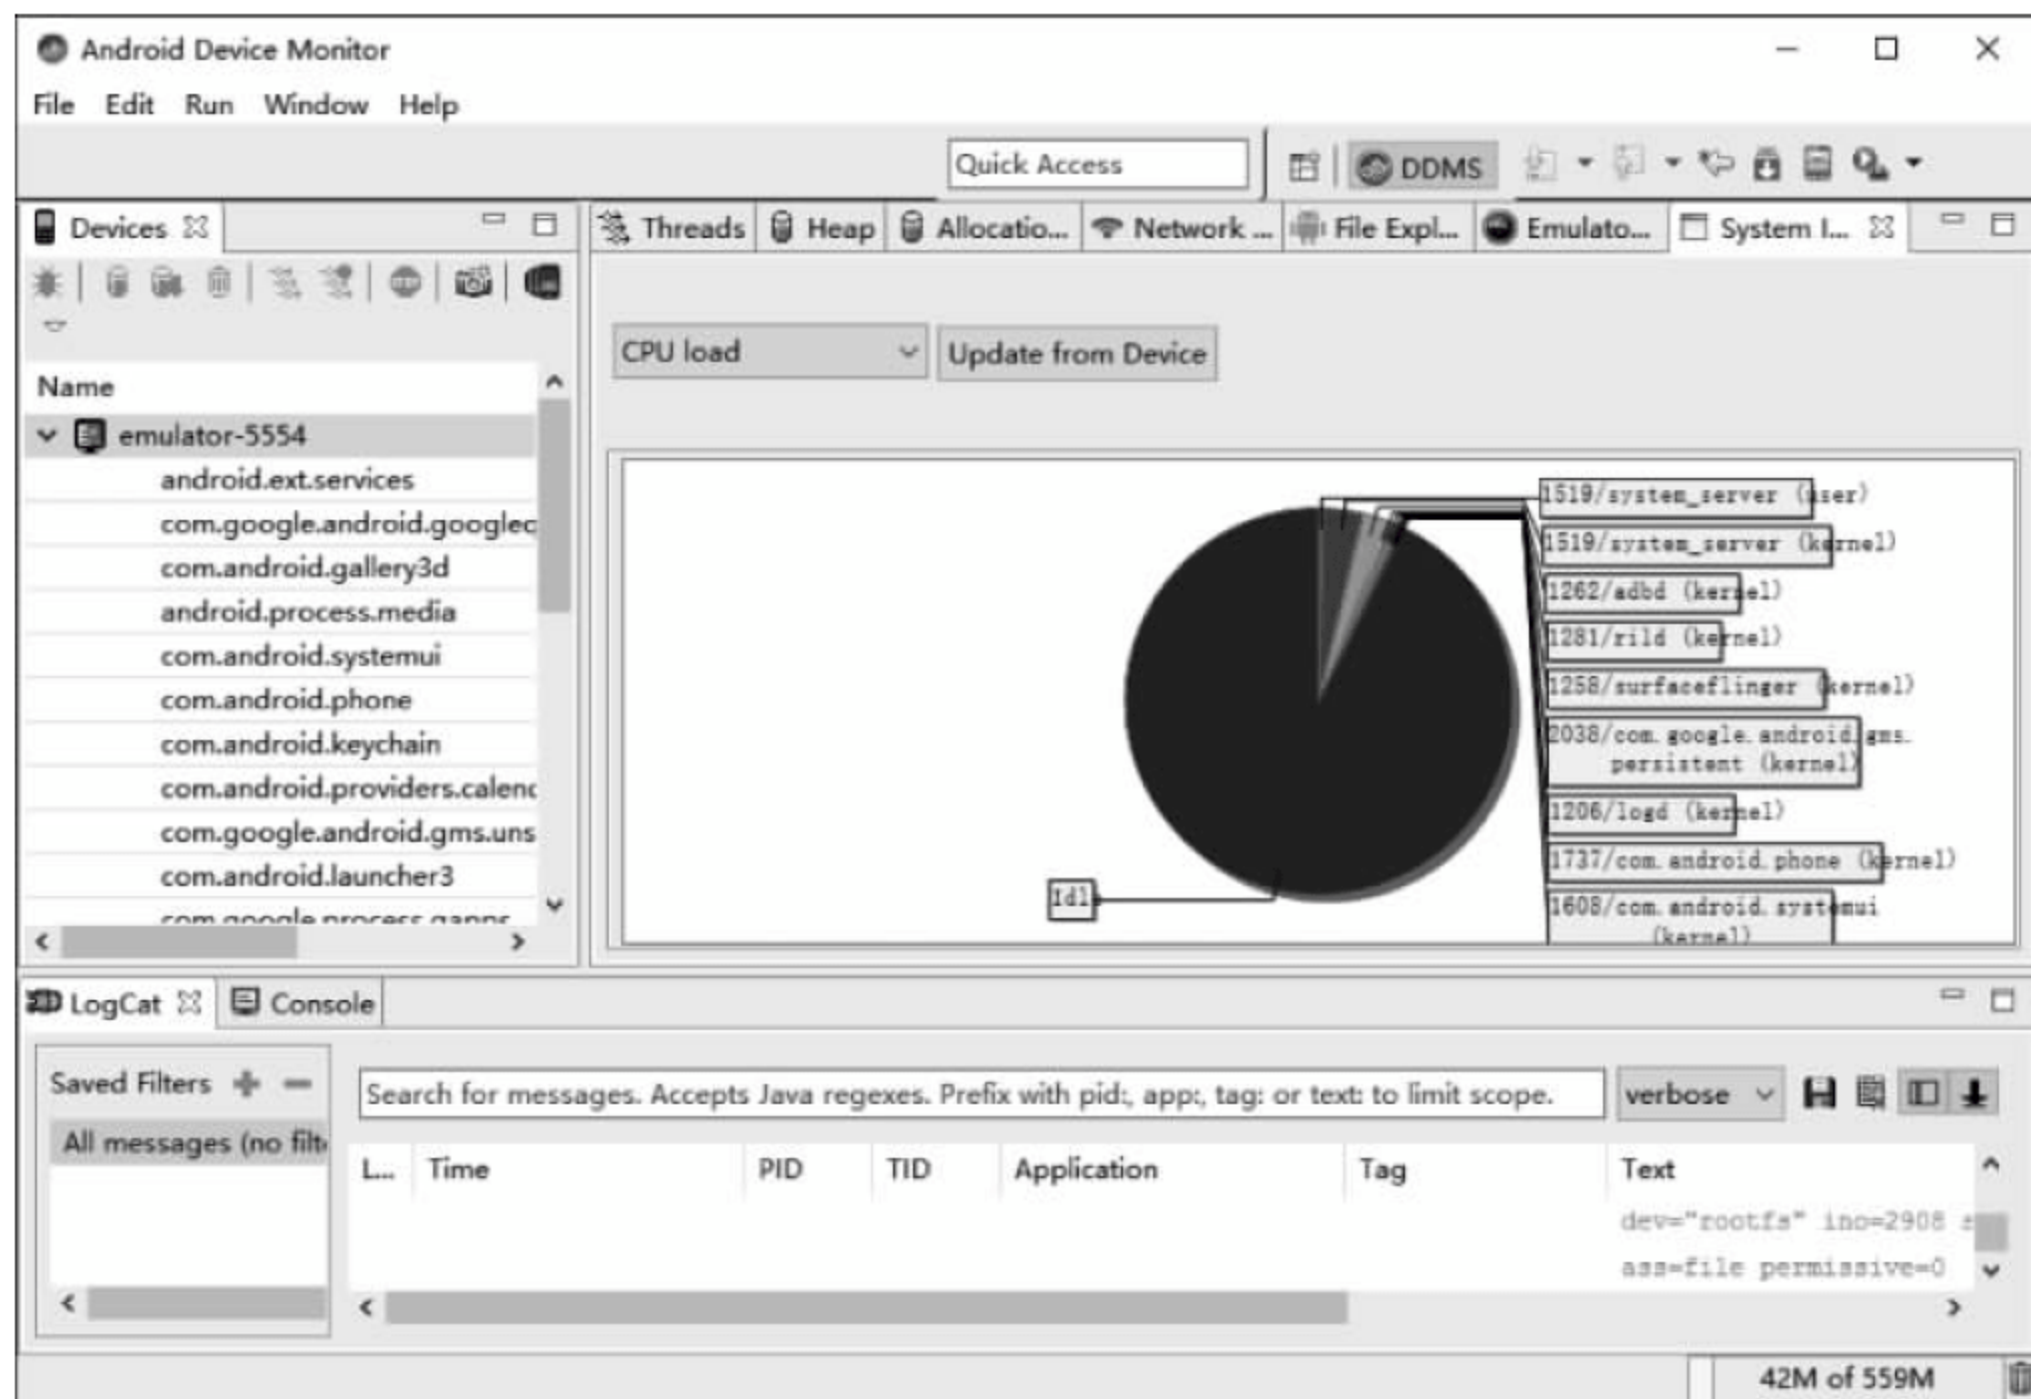 Android Device Monitor
File Edit Run Window Help
Quick Access
DDMS
Devices
Threads
Heap
Allocatio...
Network ...
File Expl...
Emulato...
System I...
CPU load
Update from Device
Name
emulator-5554
android.ext.services
com.google.android.googleq
com.android.gallery3d
android.process.media
com.android.systemui
com.android.phone
com.android.keychain
com.android.providers.calend
com.google.android.gms.uns
com.android.launcher3
com.google.process.gapps
1519/system_server (user)
1519/system_server (kernel)
1262/adbd (kernel)
1281/rild (kernel)
1258/surfaceflinger (kernel)
2038/com.google.android.gms.
persistent (kernel)
1206/logd (kernel)
1737/com.android.phone (kernel)
1608/com.android.systemui
(kernel)
Idl
LogCat
Console
Saved Filters
All messages (no filt
Search for messages. Accepts Java regexes. Prefix with pid:, app:, tag: or text: to limit scope.
verbose
L... Time PID TID Application Tag Text
dev="rootfs" ino=2908
ass=file permissive=0
42M of 559M